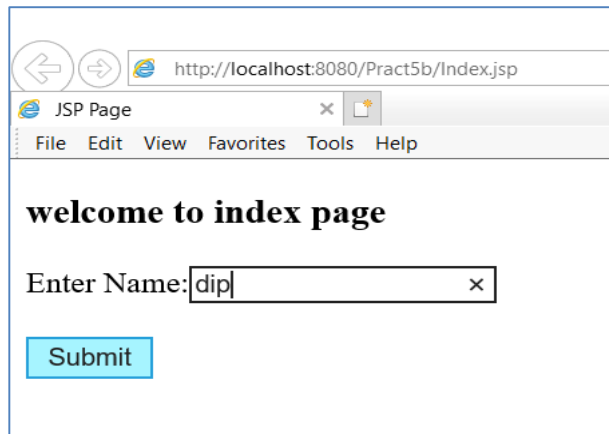 http://localhost:8080/Pract5b/Index.jsp
JSP Page
File Edit View Favorites Tools Help
welcome to index page
Enter Name: dip
Submit